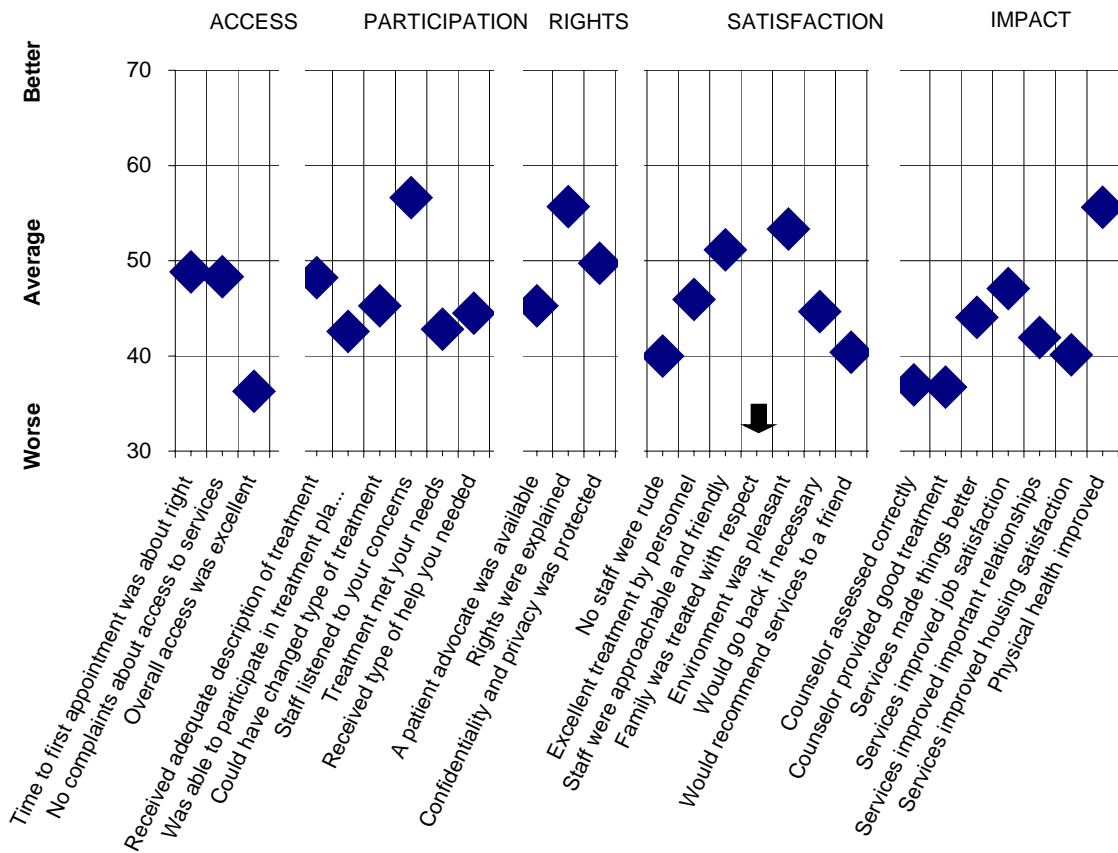 ACCESS
PARTICIPATION
RIGHTS
SATISFACTION
IMPACT
Better
Average
Worse
70
60
50
40
30
Time to first appointment was about right
No complaints about access to services
Overall access was excellent
Received adequate description of treatment
Was able to participate in treatment pla...
Could have changed type of treatment
Staff listened to your concerns
Treatment met your needs
Received type of help you needed
A patient advocate was available
Rights were explained
Confidentiality and privacy was protected
No staff were rude
Excellent treatment by personnel
Staff were approachable and friendly
Family was treated with respect
Environment was pleasant
Would go back if necessary
Would recommend services to a friend
Counselor assessed correctly
Counselor provided good treatment
Services made things better
Services improved job satisfaction
Services improved important relationships
Services improved housing satisfaction
Physical health improved